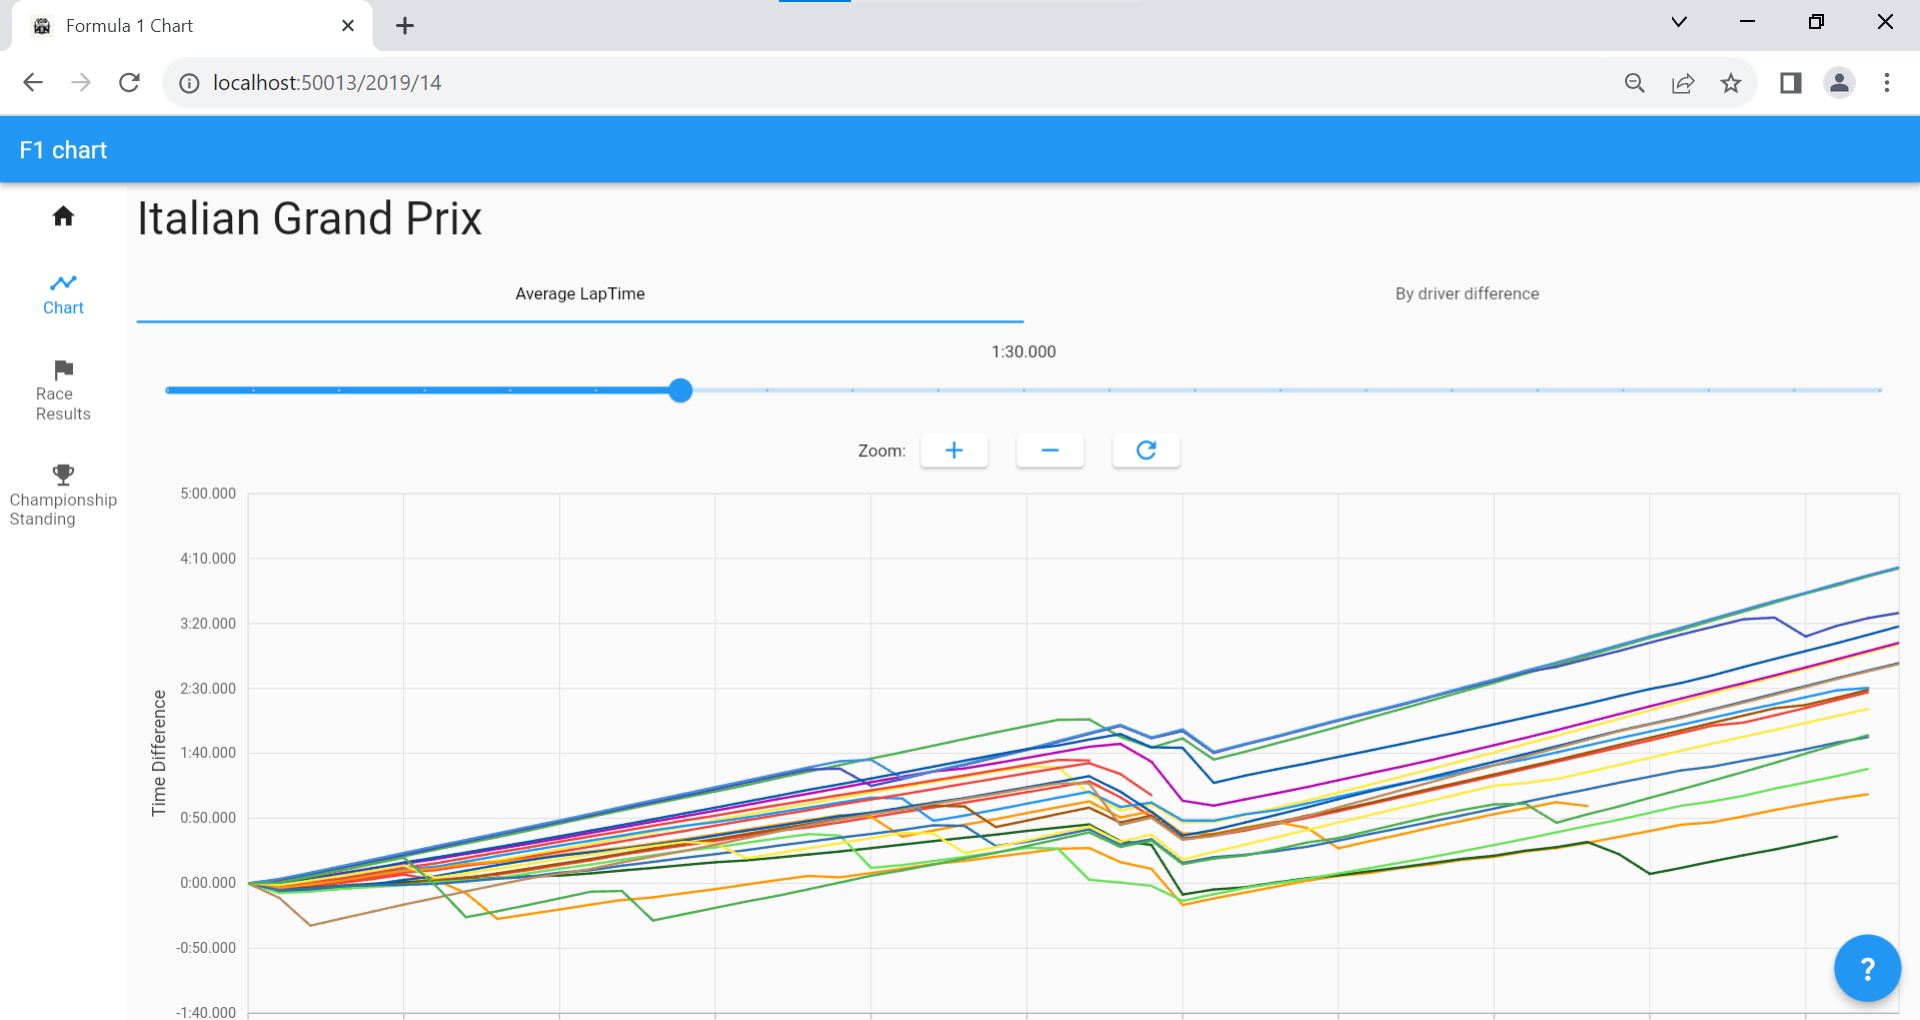 Formula 1 Chart
localhost:50013/2019/14
F1 chart
Italian Grand Prix
Chart
Race
Results
Championship
Standing
Average LapTime
By driver difference
1:30.000
Zoom:
5:00.000
4:10.000
3:20.000
2:30.000
1:40.000
0:50.000
0:00.000
-0:50.000
-1:40.000
Time Difference
?